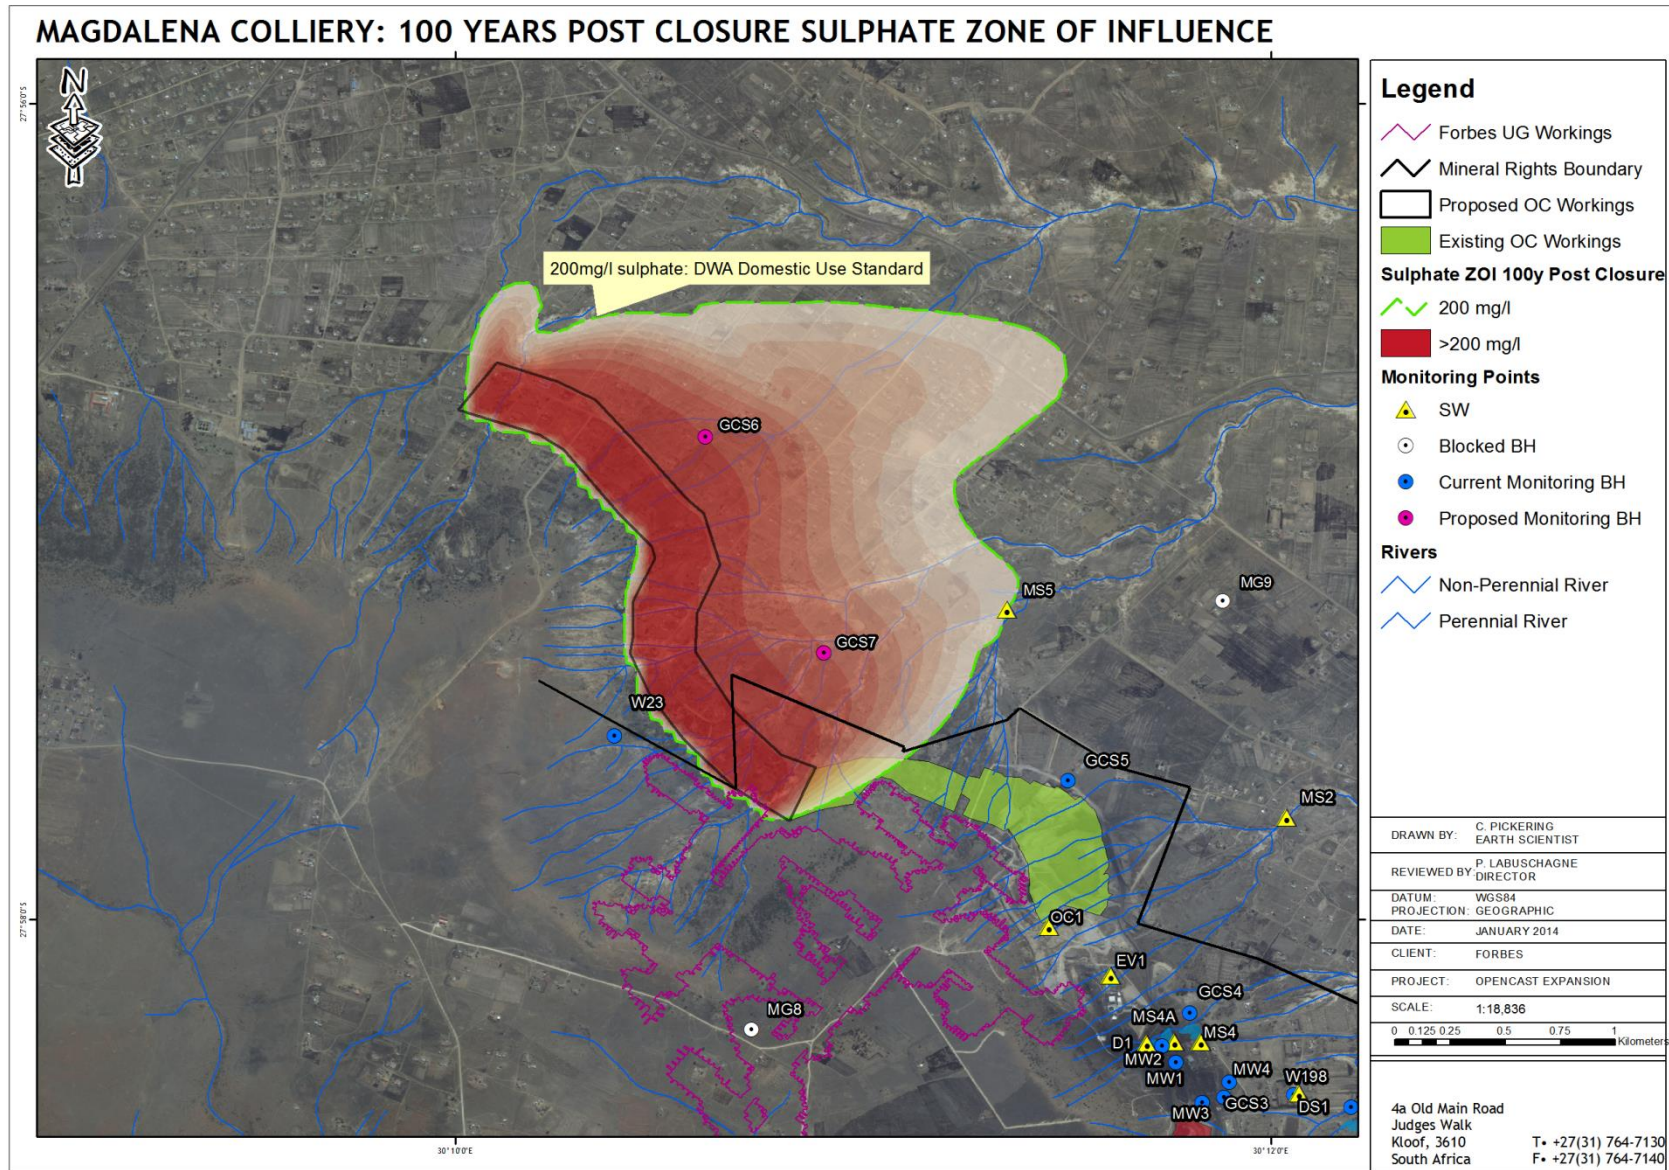 MAGDALENA COLLIERY: 100 YEARS POST CLOSURE SULPHATE ZONE OF INFLUENCE
N
27°56'0"S
27°58'0"S
30°10'0"E
30°12'0"E
200mg/l sulphate: DWA Domestic Use Standard
GCS6
MG9
MS5
GCS7
W23
GCS5
MS2
OC1
EV1
GCS4
MG8
MS4A
MS4
D1
MW2
MW1
MW4
W198
GCS3
DS1
MW3
Legend
Forbes UG Workings
Mineral Rights Boundary
Proposed OC Workings
Existing OC Workings
Sulphate ZOI 100y Post Closure
200 mg/l
>200 mg/l
Monitoring Points
SW
Blocked BH
Current Monitoring BH
Proposed Monitoring BH
Rivers
Non-Perennial River
Perennial River
DRAWN BY: C. PICKERING
EARTH SCIENTIST
REVIEWED BY: P. LABUSCHAGNE
DIRECTOR
DATUM: WGS84
PROJECTION: GEOGRAPHIC
DATE: JANUARY 2014
CLIENT: FORBES
PROJECT: OPENCAST EXPANSION
SCALE: 1:18,836
0 0.125 0.25 0.5 0.75 1
Kilometers
4a Old Main Road
Judges Walk
Kloof, 3610 T• +27(31) 764-7130
South Africa F• +27(31) 764-7140